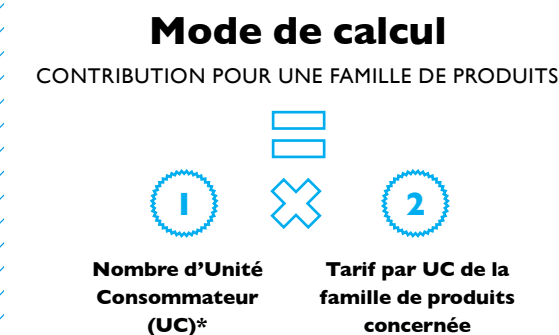 Mode de calcul
CONTRIBUTION POUR UNE FAMILLE DE PRODUITS
=
1 × 2
Nombre d’Unité
Consommateur
(UC)*
Tarif par UC de la
famille de produits
concernée